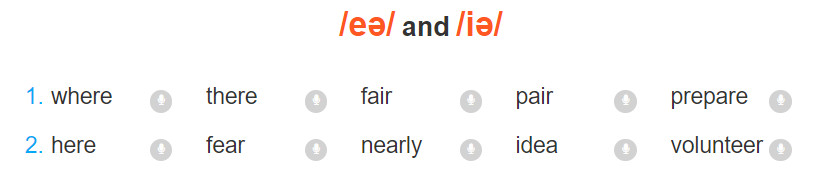 /eə/ and /iə/
1. where there fair pair prepare
2. here fear nearly idea volunteer